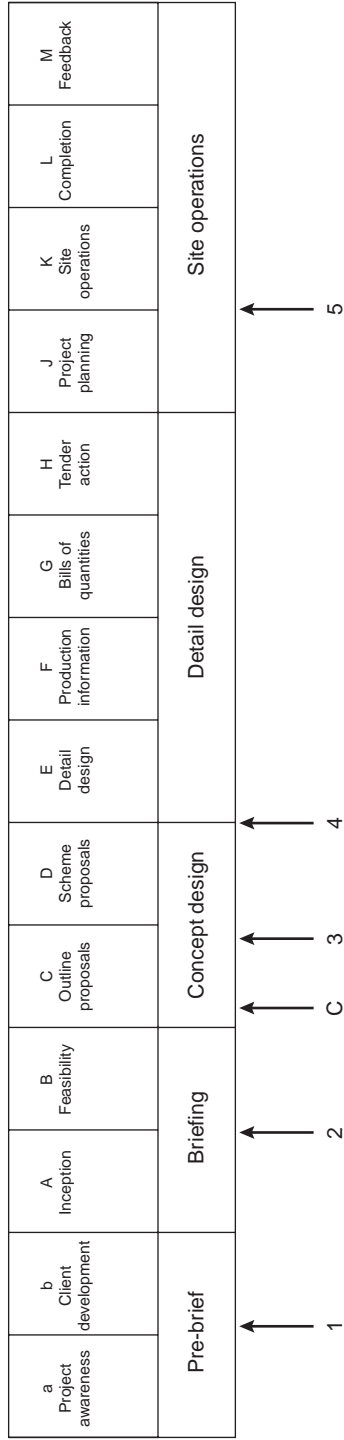 a
Project
awareness
b
Client
development
A
Inception
B
Feasibility
C
Outline
proposals
D
Scheme
proposals
E
Detail
design
F
Production
information
G
Bills of
quantities
H
Tender
action
J
Project
planning
K
Site
operations
L
Completion
M
Feedback
Pre-brief
Briefing
Concept design
Detail design
Site operations
1
2
C
3
4
5